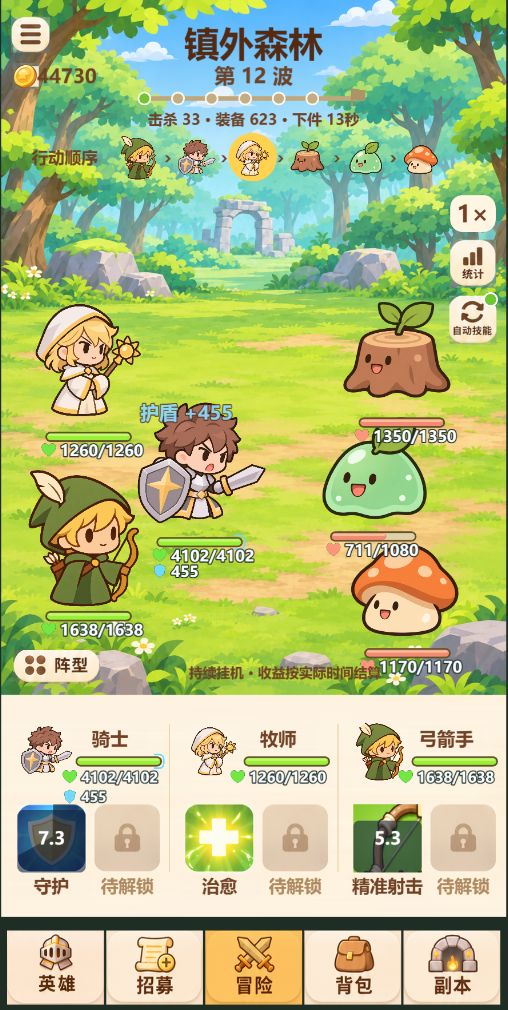 镇外森林
44730
第 12 波
击杀 33 · 装备 623 · 下件 13秒
行动顺序
1×
统计
自动技能
护盾 +455
1260/1260
1350/1350
4102/4102
455
711/1080
1638/1638
1170/1170
阵型
持续挂机 · 收益按实际时间结算
骑士
4102/4102
455
牧师
1260/1260
弓箭手
1638/1638
7.3
5.3
守护
待解锁
治愈
待解锁
精准射击
待解锁
英雄
招募
冒险
背包
副本